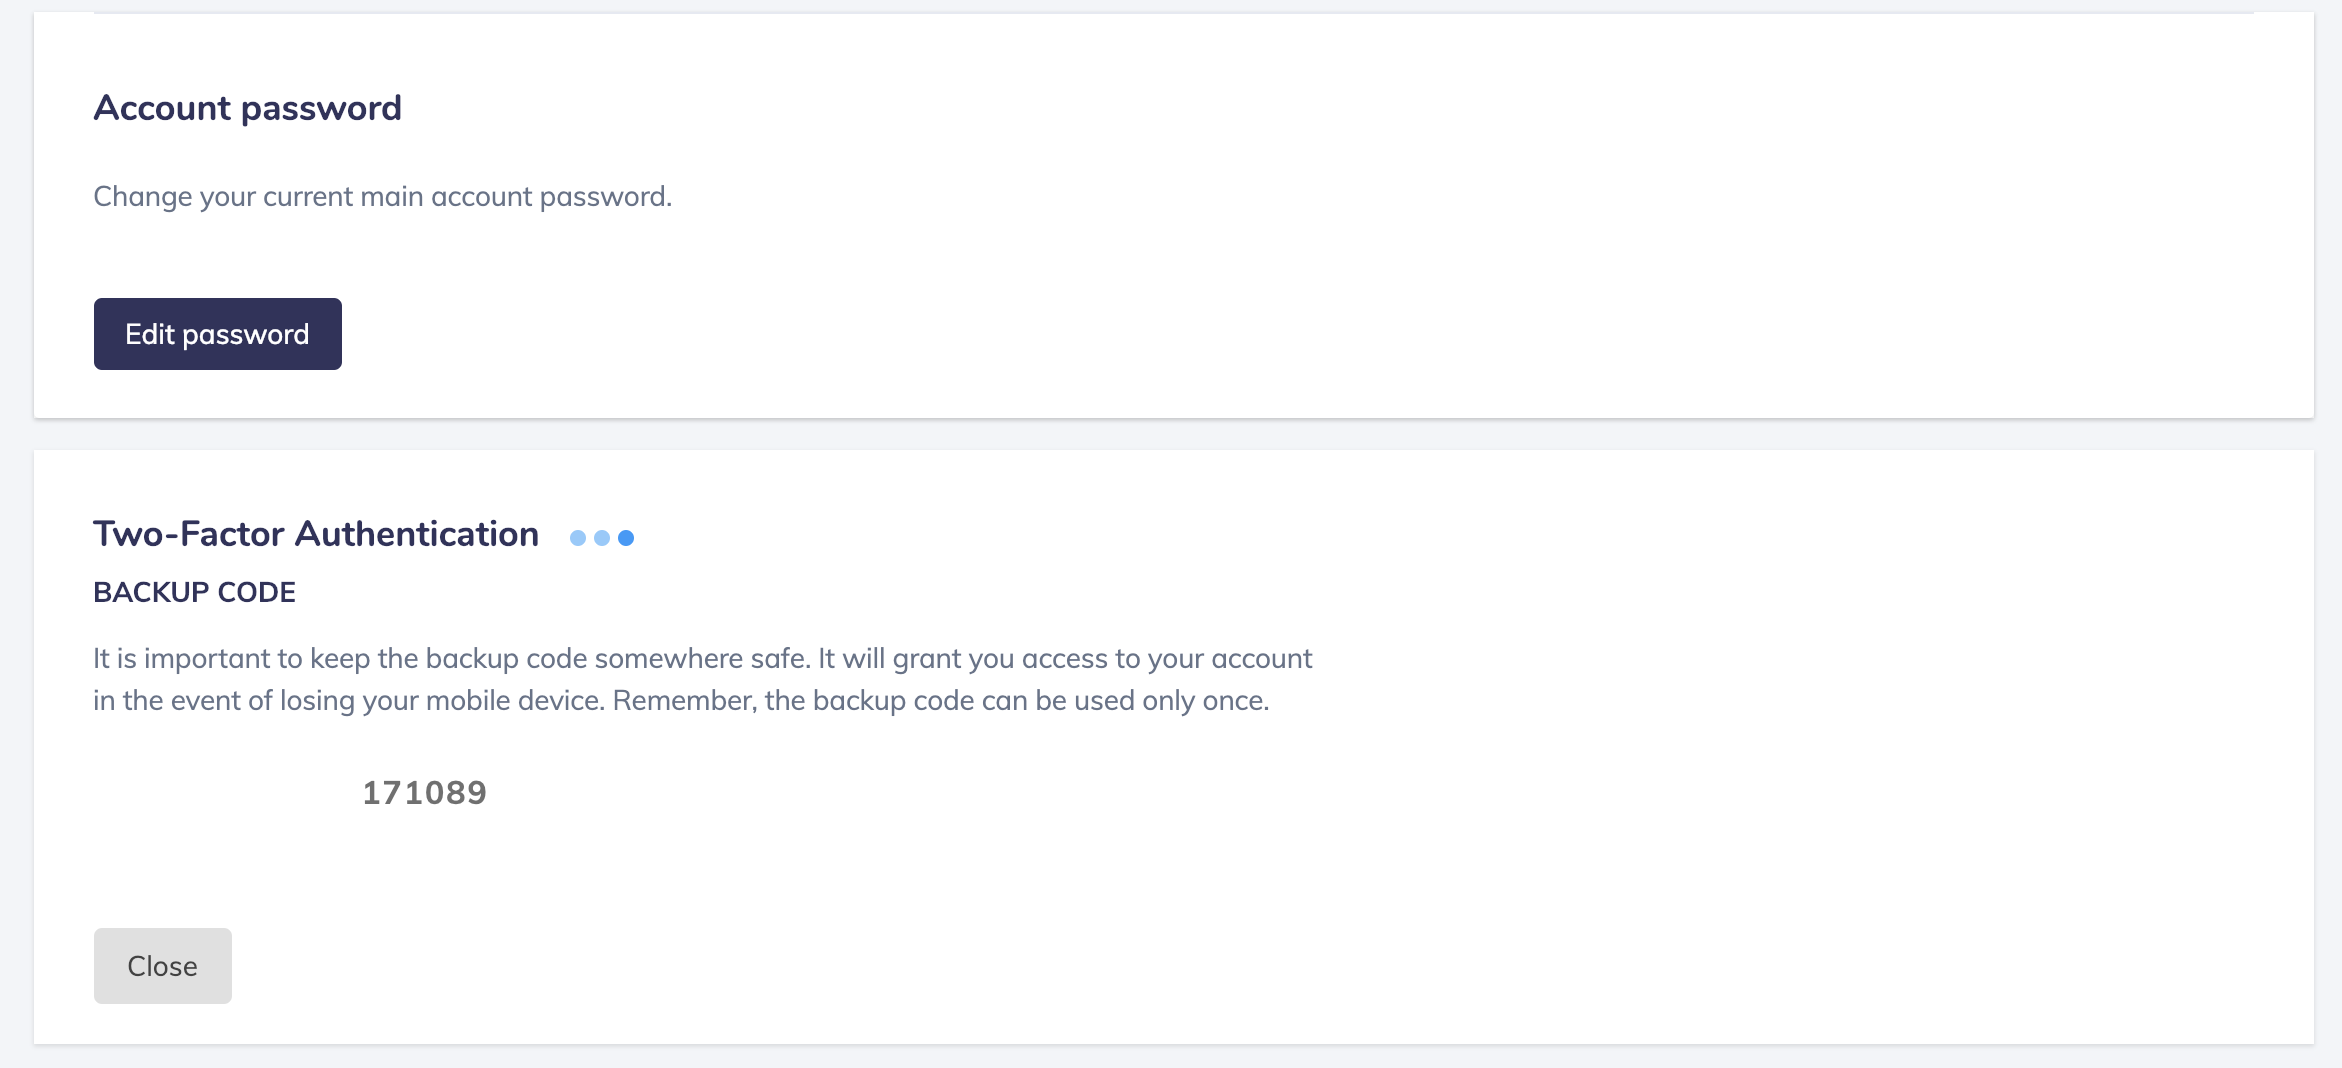 Account password
Change your current main account password.
Edit password
Two-Factor Authentication
BACKUP CODE
It is important to keep the backup code somewhere safe. It will grant you access to your account
in the event of losing your mobile device. Remember, the backup code can be used only once.
171089
Close